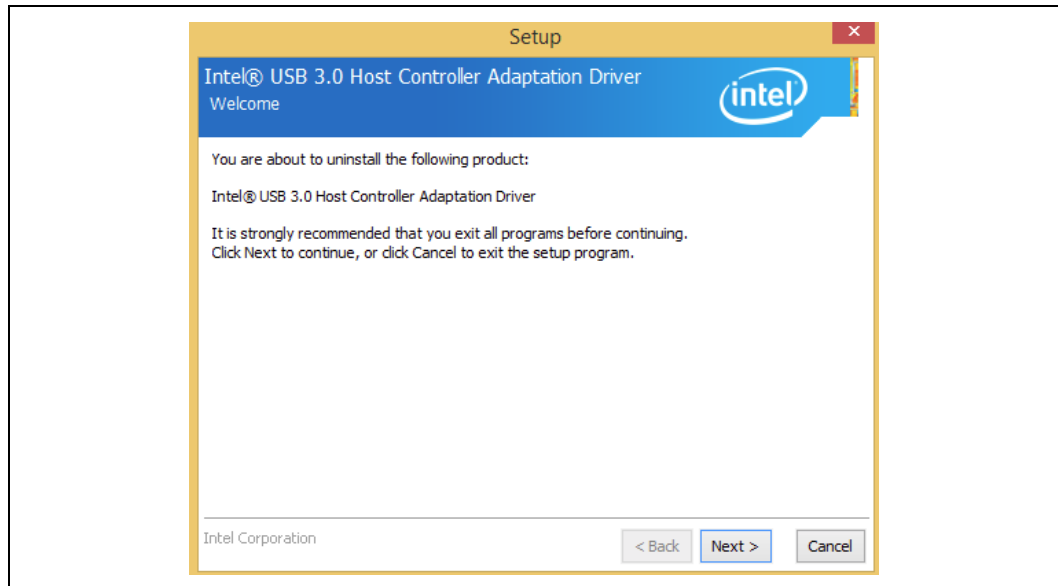 Setup
Intel® USB 3.0 Host Controller Adaptation Driver
Welcome
intel
You are about to uninstall the following product:
Intel® USB 3.0 Host Controller Adaptation Driver
It is strongly recommended that you exit all programs before continuing.
Click Next to continue, or click Cancel to exit the setup program.
Intel Corporation
< Back
Next >
Cancel